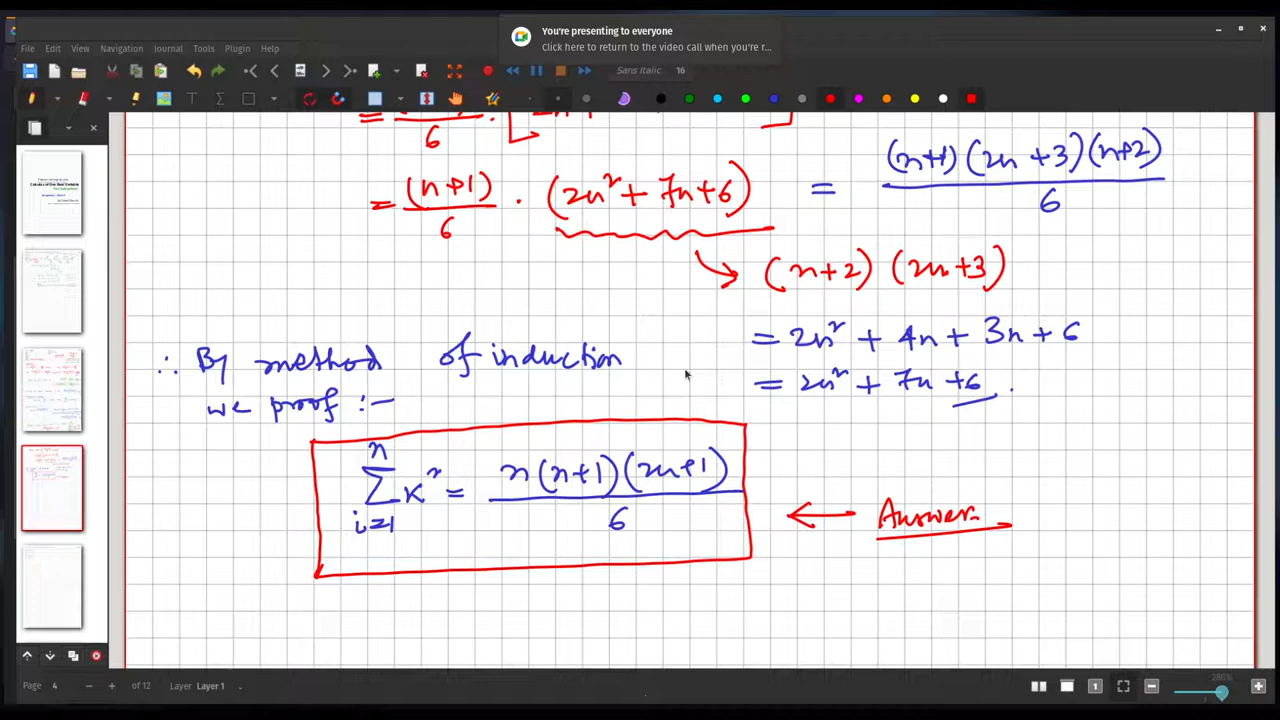 You're presenting to everyone
Click here to return to the video call when you're r...
File Edit View Navigation Journal Tools Plugin Help
Sans Italic 16
= 6 . [
= (n+1)/6 . (2n² + 7n+6) = (n+1)(2n+3)(n+2)/6
(n+2) (2n+3)
= 2n² + 4n + 3n + 6
= 2n² + 7n +6 .
∴ By method of induction
we proof :-
n
∑ K² = n(n+1)(2n+1)/6
i=1
← Answer.
Page 4 of 12 Layer Layer 1
1
286%